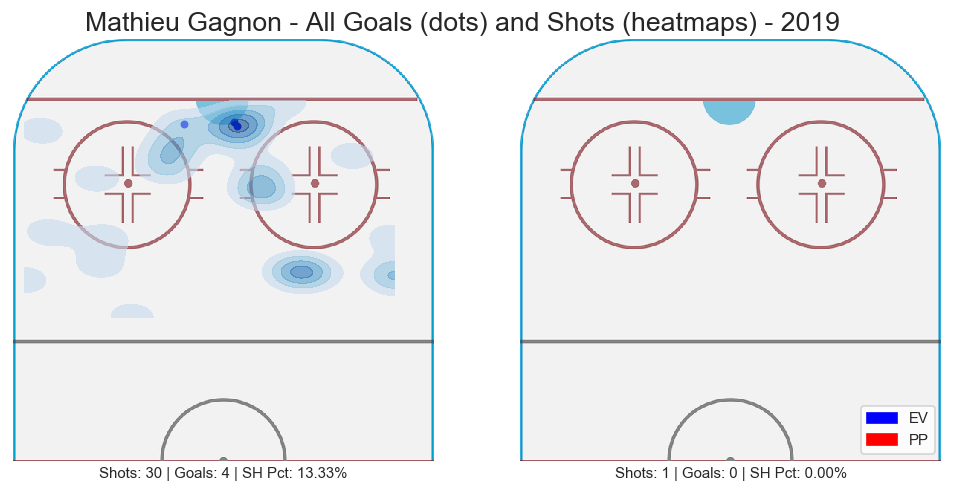 Mathieu Gagnon - All Goals (dots) and Shots (heatmaps) - 2019
EV
PP
Shots: 30 | Goals: 4 | SH Pct: 13.33%
Shots: 1 | Goals: 0 | SH Pct: 0.00%